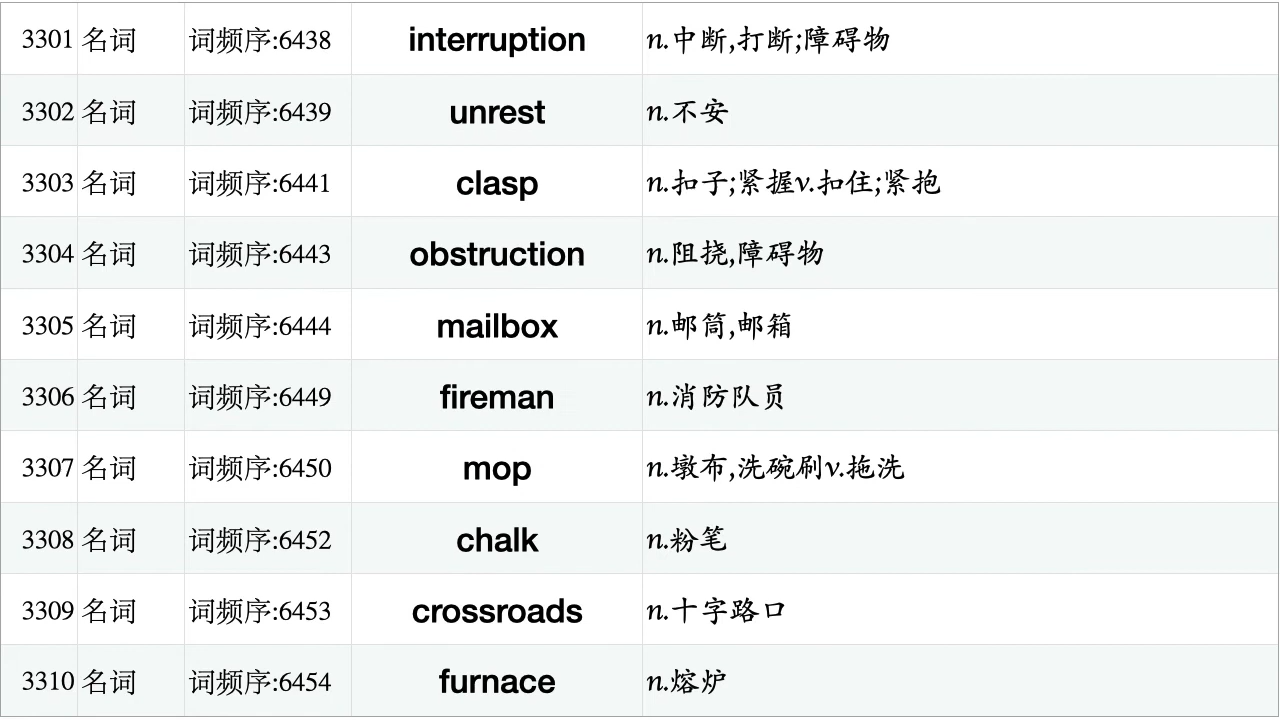 3301 名词 词频序:6438 interruption n.中断,打断;障碍物
3302 名词 词频序:6439 unrest n.不安
3303 名词 词频序:6441 clasp n.扣子;紧握v.扣住;紧抱
3304 名词 词频序:6443 obstruction n.阻挠,障碍物
3305 名词 词频序:6444 mailbox n.邮筒,邮箱
3306 名词 词频序:6449 fireman n.消防队员
3307 名词 词频序:6450 mop n.墩布,洗碗刷v.拖洗
3308 名词 词频序:6452 chalk n.粉笔
3309 名词 词频序:6453 crossroads n.十字路口
3310 名词 词频序:6454 furnace n.熔炉